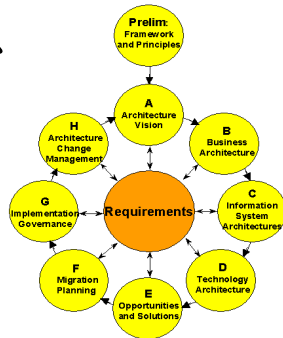 Prelim:
Framework
and Principles
A
Architecture
Vision
H
Architecture
Change
Management
B
Business
Architecture
G
Implementation
Governance
Requirements
C
Information
System
Architectures
F
Migration
Planning
D
Technology
Architecture
E
Opportunities
and Solutions